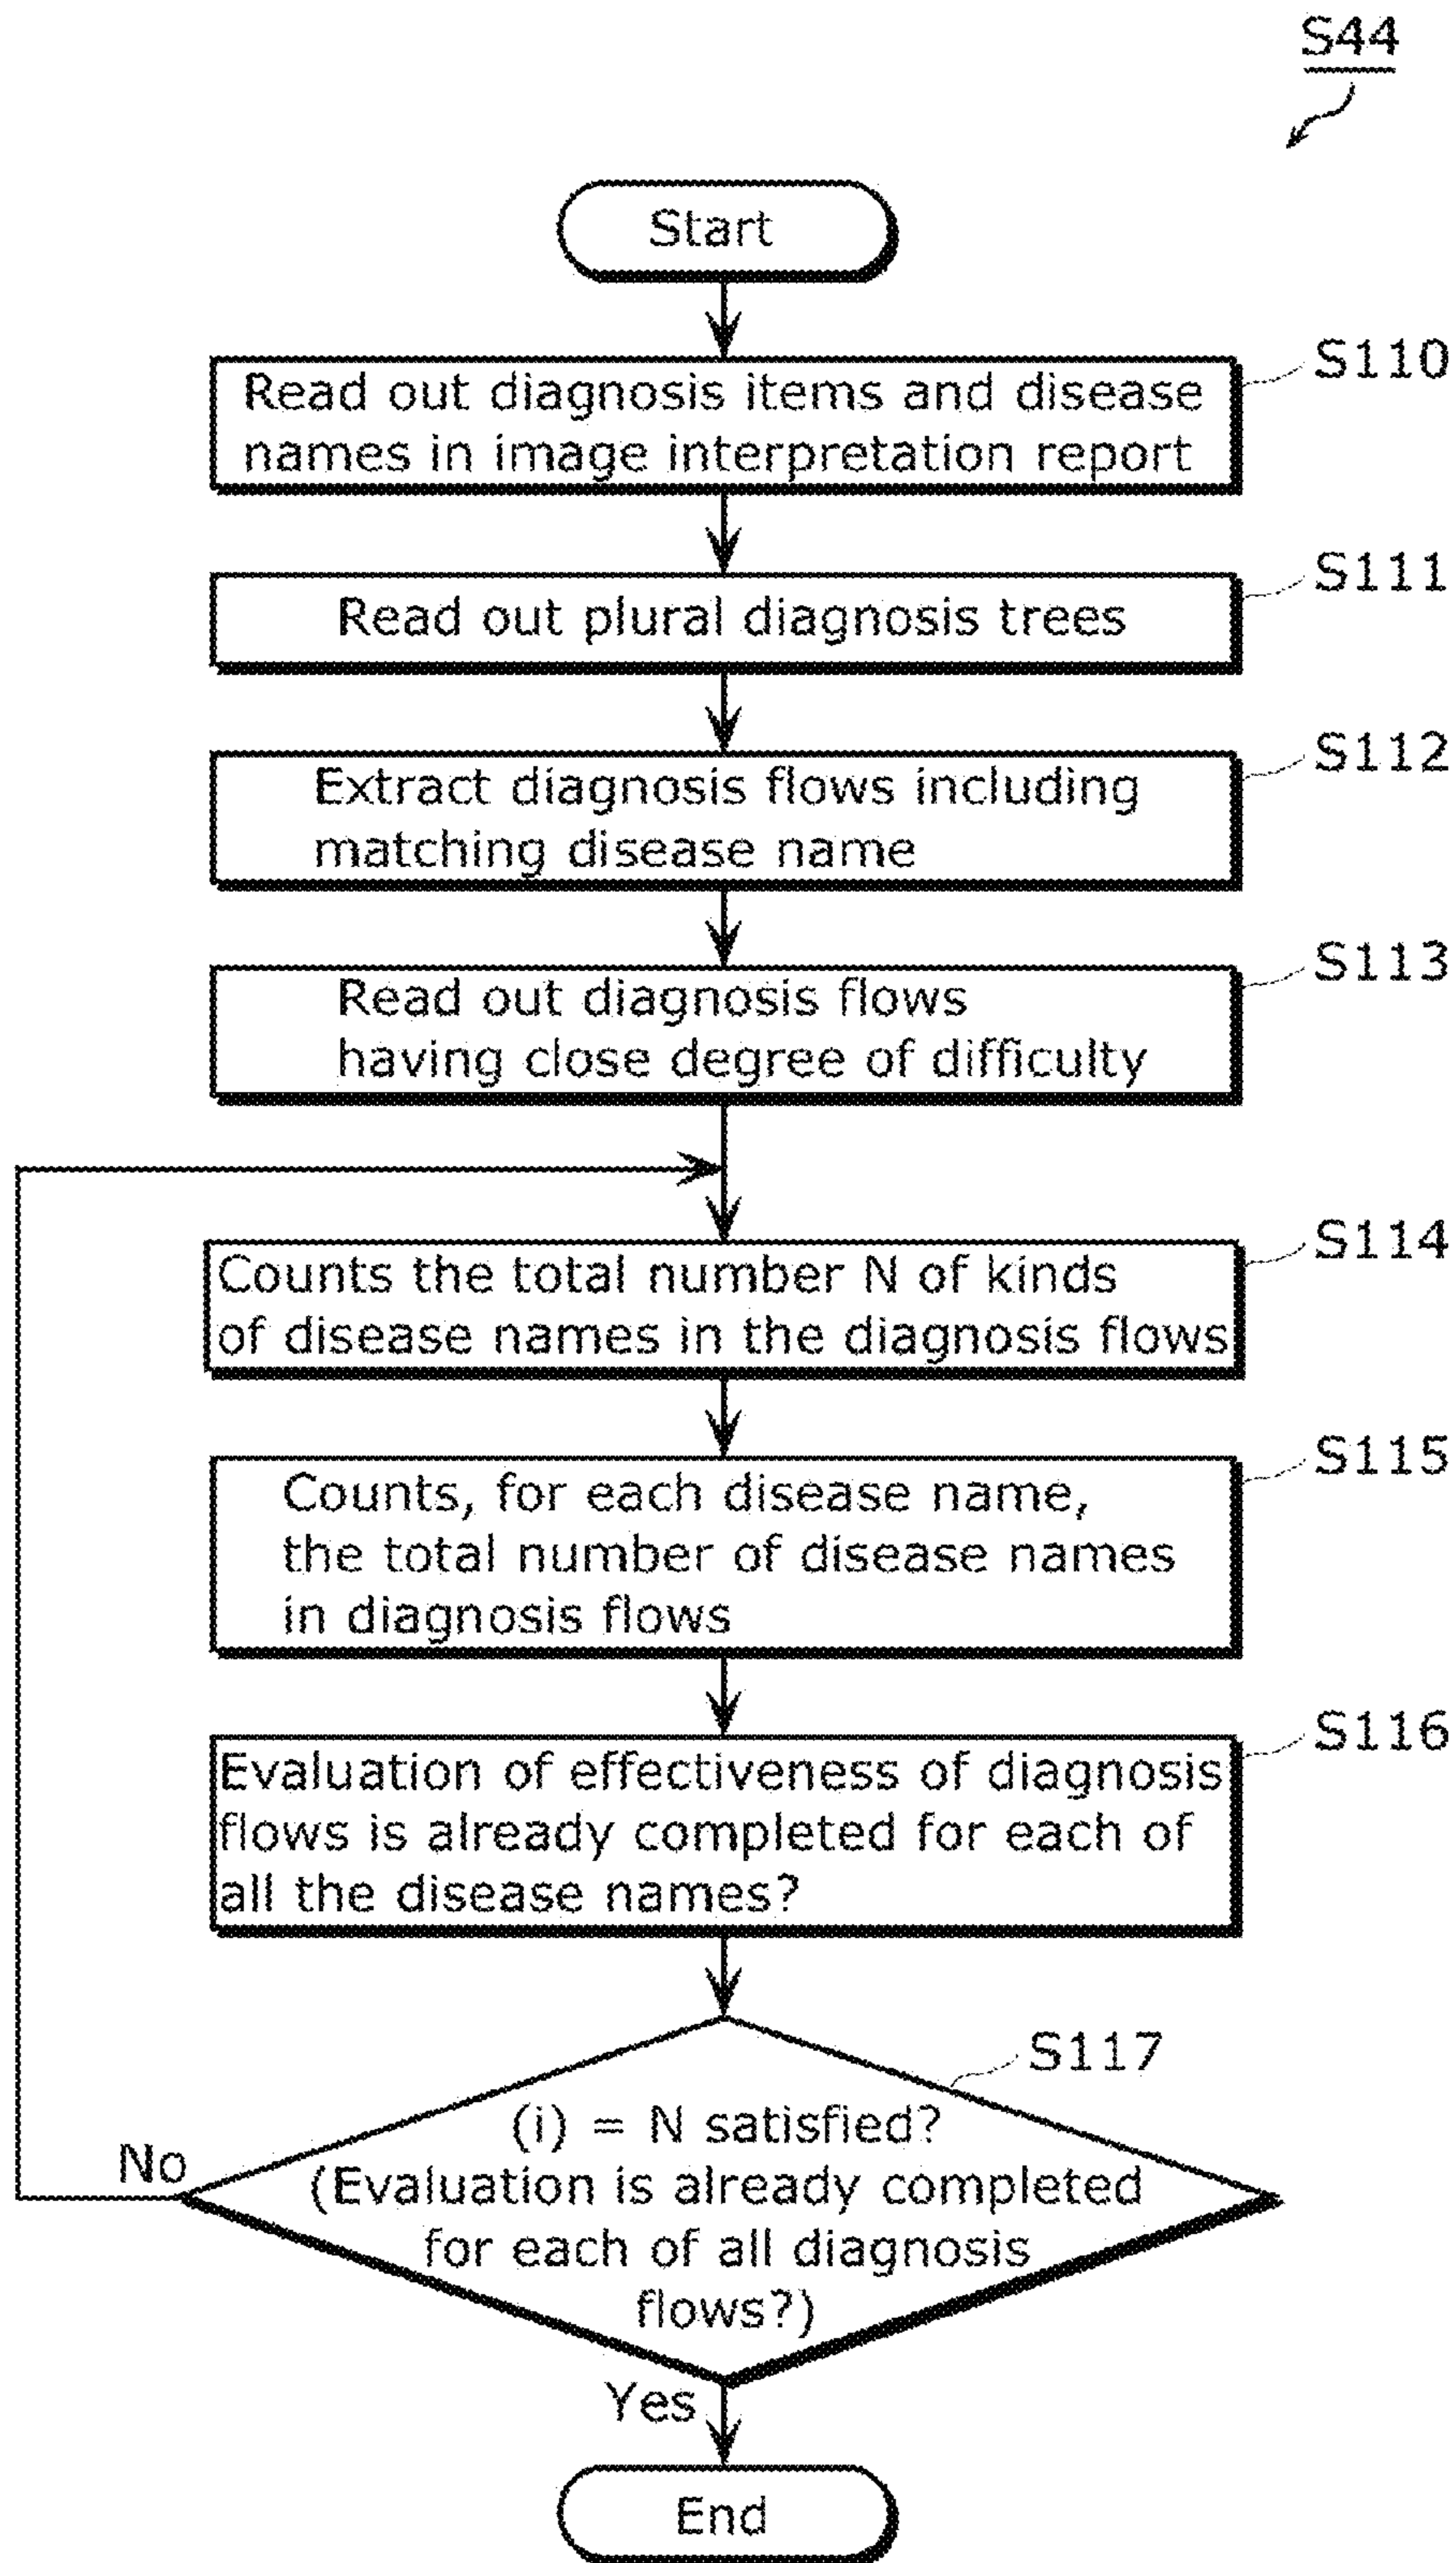 S44
Start
S110
Read out diagnosis items and disease
names in image interpretation report
S111
Read out plural diagnosis trees
S112
Extract diagnosis flows including
matching disease name
S113
Read out diagnosis flows
having close degree of difficulty
S114
Counts the total number N of kinds
of disease names in the diagnosis flows
S115
Counts, for each disease name,
the total number of disease names
in diagnosis flows
S116
Evaluation of effectiveness of diagnosis
flows is already completed for each of
all the disease names?
S117
(i) = N satisfied?
No
(Evaluation is already completed
for each of all diagnosis
flows?)
Yes
End